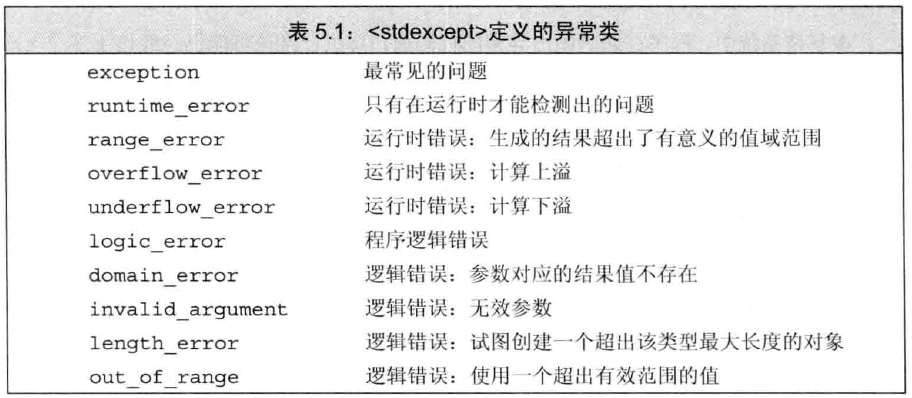 表 5.1：<stdexcept>定义的异常类
exception 最常见的问题
runtime_error 只有在运行时才能检测出的问题
range_error 运行时错误：生成的结果超出了有意义的值域范围
overflow_error 运行时错误：计算上溢
underflow_error 运行时错误：计算下溢
logic_error 程序逻辑错误
domain_error 逻辑错误：参数对应的结果值不存在
invalid_argument 逻辑错误：无效参数
length_error 逻辑错误：试图创建一个超出该类型最大长度的对象
out_of_range 逻辑错误：使用一个超出有效范围的值